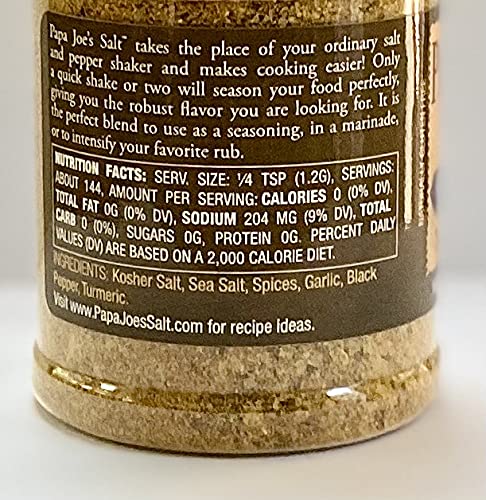 Papa Joe's Salt™ takes the place of your ordinary salt
and pepper shaker and makes cooking easier! Only
a quick shake or two will season your food perfectly,
giving you the robust flavor you are looking for. It is
the perfect blend to use as a seasoning, in a marinade,
or to intensify your favorite rub.
NUTRITION FACTS: SERV. SIZE: 1/4 TSP (1.2G), SERVINGS:
ABOUT 144, AMOUNT PER SERVING: CALORIES 0 (0% DV),
TOTAL FAT 0G (0% DV), SODIUM 204 MG (9% DV), TOTAL
CARB 0 (0%), SUGARS 0G, PROTEIN 0G. PERCENT DAILY
VALUES (DV) ARE BASED ON A 2,000 CALORIE DIET.
INGREDIENTS: Kosher Salt, Sea Salt, Spices, Garlic, Black
Pepper, Turmeric.
Visit www.PapaJoesSalt.com for recipe ideas.